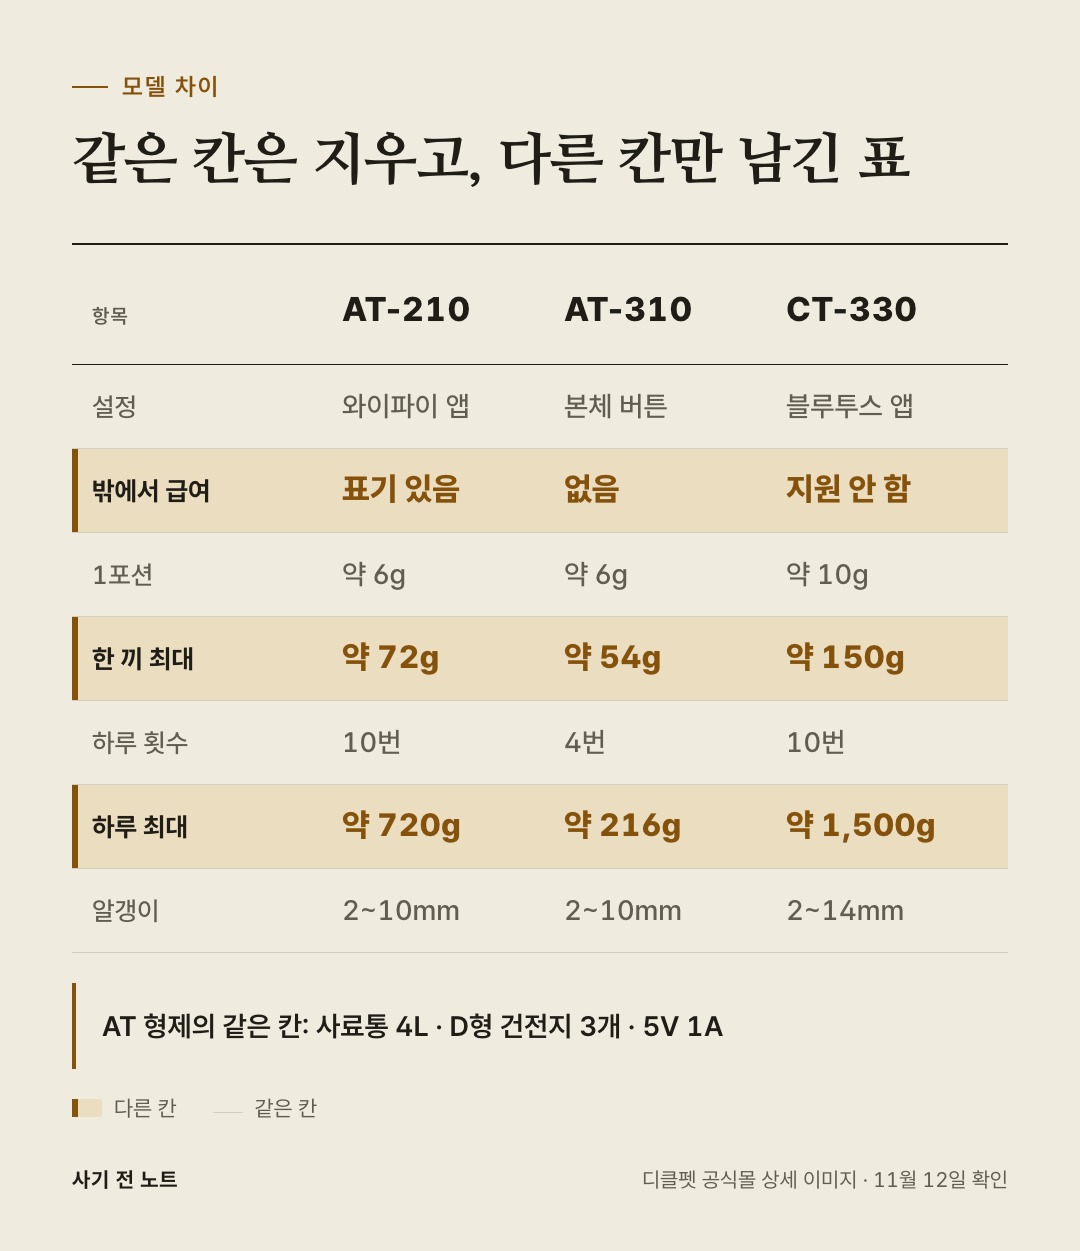 모델 차이
같은 칸은 지우고, 다른 칸만 남긴 표
항목 AT-210 AT-310 CT-330
설정 와이파이 앱 본체 버튼 블루투스 앱
밖에서 급여 표기 있음 없음 지원 안 함
1포션 약 6g 약 6g 약 10g
한 끼 최대 약 72g 약 54g 약 150g
하루 횟수 10번 4번 10번
하루 최대 약 720g 약 216g 약 1,500g
알갱이 2~10mm 2~10mm 2~14mm
AT 형제의 같은 칸: 사료통 4L · D형 건전지 3개 · 5V 1A
다른 칸 같은 칸
사기 전 노트 디클펫 공식몰 상세 이미지 · 11월 12일 확인